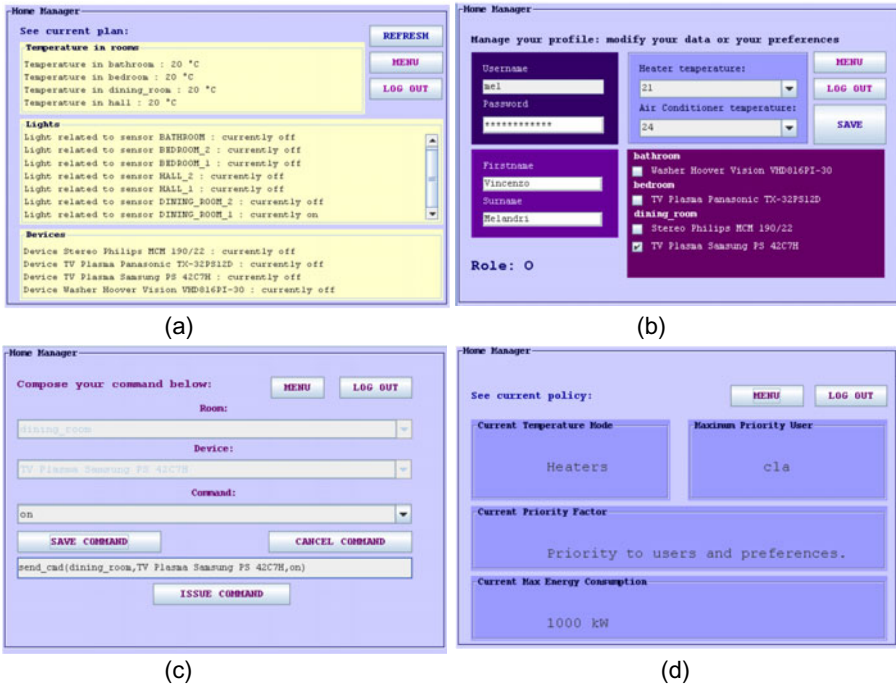 Home Manager
See current plan:
REFRESH
MENU
LOG OUT
Temperature in rooms
Temperature in bathroom : 20 °C
Temperature in bedroom : 20 °C
Temperature in dining_room : 20 °C
Temperature in hall : 20 °C
Lights
Light related to sensor BATHROOM : currently off
Light related to sensor BEDROOM_2 : currently off
Light related to sensor BEDROOM_1 : currently off
Light related to sensor HALL_2 : currently off
Light related to sensor HALL_1 : currently off
Light related to sensor DINING_ROOM_2 : currently off
Light related to sensor DINING_ROOM_1 : currently on
Devices
Device Stereo Philips MCM 190/22 : currently off
Device TV Plasma Panasonic TX-32PS12D : currently off
Device TV Plasma Samsung PS 42C7H : currently off
Device Washer Hoover Vision VHD816PI-30 : currently off
(a)
Home Manager
Manage your profile: modify your data or your preferences
Username
mel
Password
************
Heater temperature:
21
Air Conditioner temperature:
24
MENU
LOG OUT
SAVE
Firstname
Vincenzo
Surname
Melandri
Role: O
bathroom
Washer Hoover Vision VHD816PI-30
bedroom
TV Plasma Panasonic TX-32PS12D
dining_room
Stereo Philips MCM 190/22
TV Plasma Samsung PS 42C7H
(b)
Home Manager
Compose your command below:
MENU
LOG OUT
Room:
dining_room
Device:
TV Plasma Samsung PS 42C7H
Command:
on
SAVE COMMAND
CANCEL COMMAND
send_cmd(dining_room,TV Plasma Samsung PS 42C7H,on)
ISSUE COMMAND
(c)
Home Manager
See current policy:
MENU
LOG OUT
Current Temperature Mode
Heaters
Maximum Priority User
cla
Current Priority Factor
Priority to users and preferences.
Current Max Energy Consumption
1000 kW
(d)